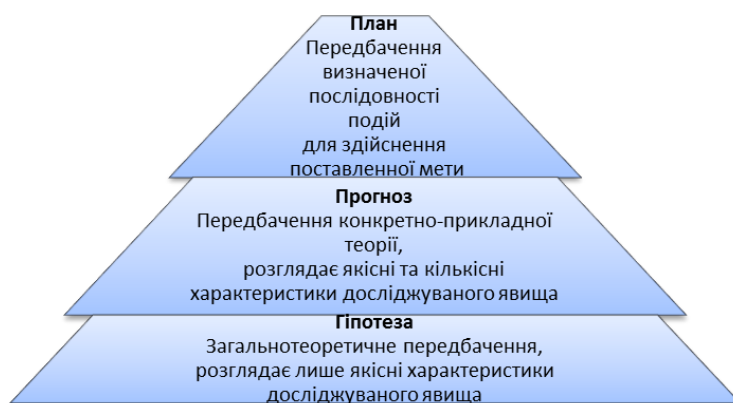 План
Передбачення
визначеної
послідовності
подій
для здійснення
поставленної мети
Прогноз
Передбачення конкретно-прикладної
теорії,
розглядає якісні та кількісні
характеристики досліджуваного явища
Гіпотеза
Загальнотеоретичне передбачення,
розглядає лише якісні характеристики
досліджуваного явища